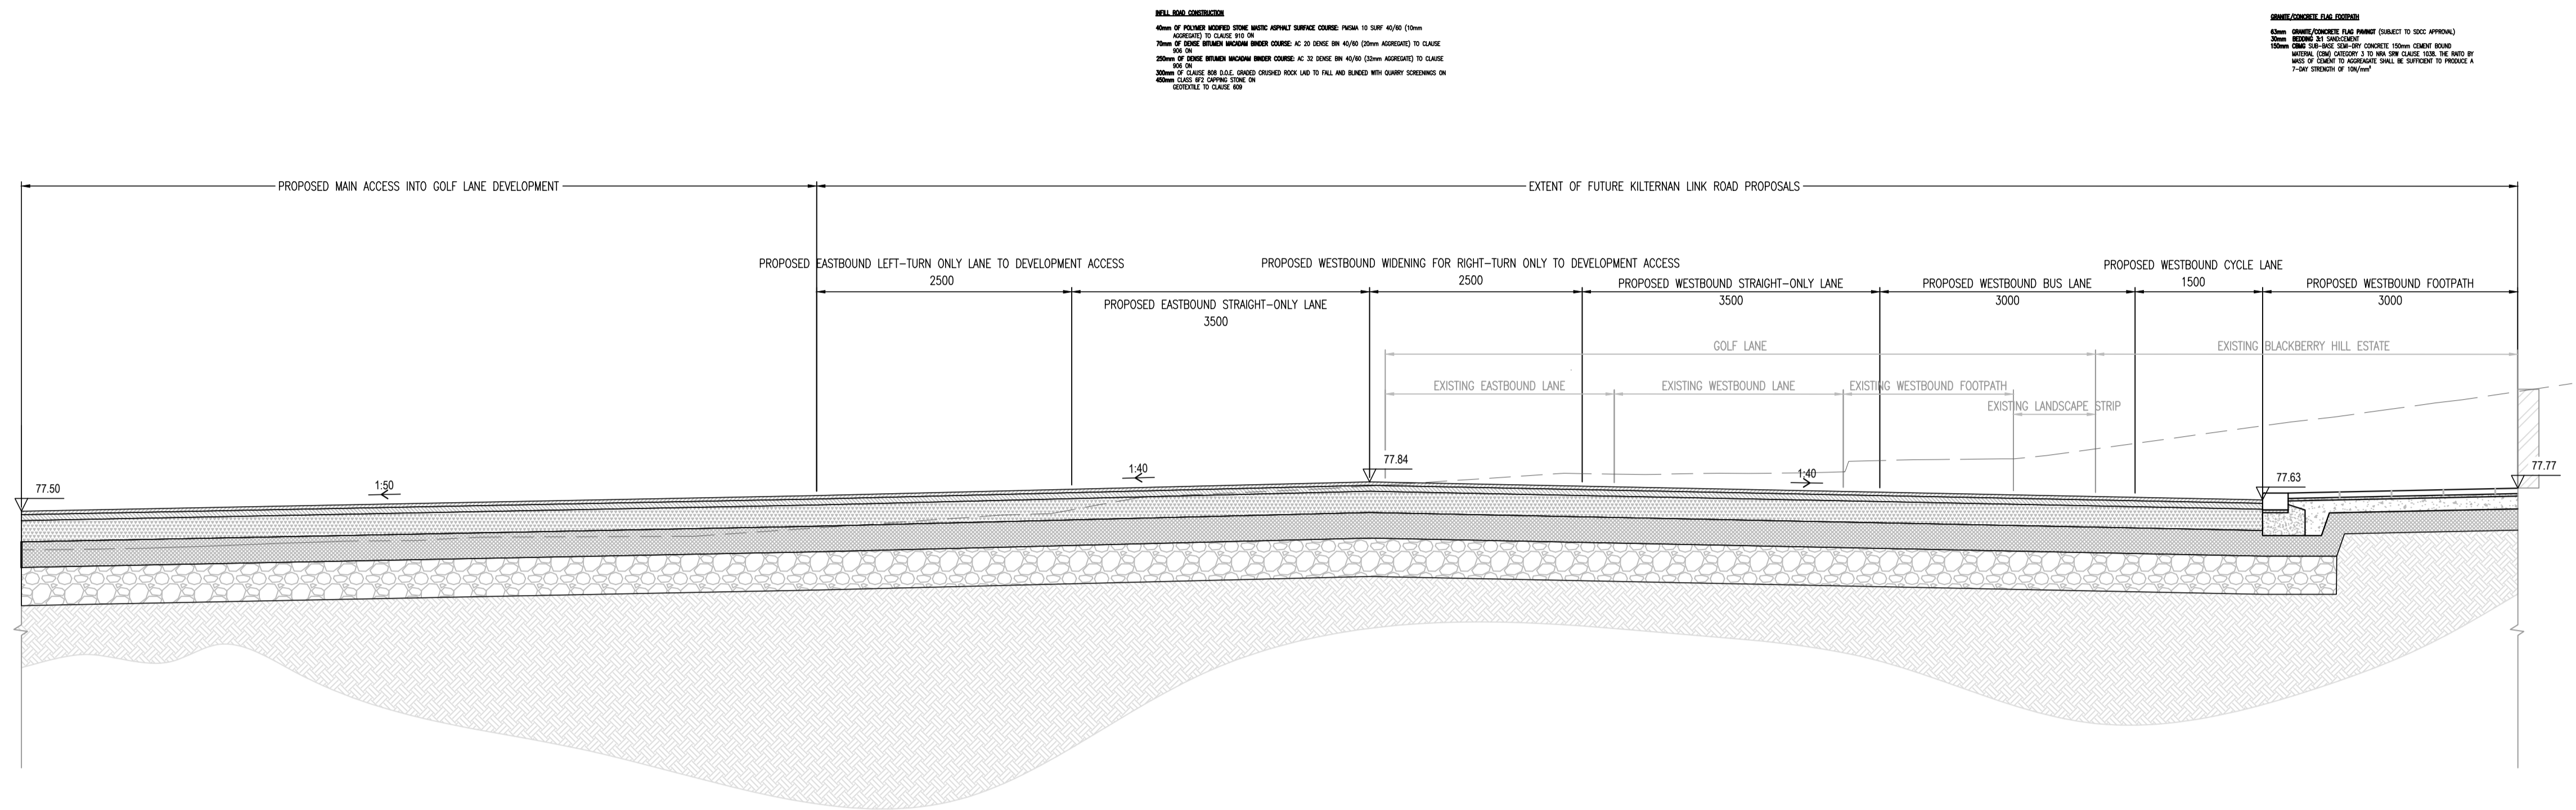 INFILL ROAD CONSTRUCTION
40mm OF POLYMER MODIFIED STONE MASTIC ASPHALT SURFACE COURSE: PMSMA 10 SURF 40/60 (10mm
AGGREGATE) TO CLAUSE 910 ON
70mm OF DENSE BITUMEN MACADAM BINDER COURSE: AC 20 DENSE BIN 40/60 (20mm AGGREGATE) TO CLAUSE
906 ON
250mm OF DENSE BITUMEN MACADAM BINDER COURSE: AC 32 DENSE BIN 40/60 (32mm AGGREGATE) TO CLAUSE
906 ON
300mm OF CLAUSE 808 D.O.E. GRADED CRUSHED ROCK LAID TO FALL AND BLINDED WITH QUARRY SCREENINGS ON
450mm CLASS 6F2 CAPPING STONE ON
GEOTEXTILE TO CLAUSE 609
GRANITE/CONCRETE FLAG FOOTPATH
63mm GRANITE/CONCRETE FLAG PAVINGT (SUBJECT TO SDCC APPROVAL)
30mm BEDDING 3:1 SAND:CEMENT
150mm CBMG SUB-BASE SEMI-DRY CONCRETE 150mm CEMENT BOUND
MATERIAL (CBM) CATEGORY 3 TO NRA SRW CLAUSE 1038. THE RAITO BY
MASS OF CEMENT TO AGGREAGATE SHALL BE SUFFICIENT TO PRODUCE A
7-DAY STRENGTH OF 10N/mm²
PROPOSED MAIN ACCESS INTO GOLF LANE DEVELOPMENT
EXTENT OF FUTURE KILTERNAN LINK ROAD PROPOSALS
PROPOSED EASTBOUND LEFT-TURN ONLY LANE TO DEVELOPMENT ACCESS
2500
PROPOSED EASTBOUND STRAIGHT-ONLY LANE
3500
PROPOSED WESTBOUND WIDENING FOR RIGHT-TURN ONLY TO DEVELOPMENT ACCESS
2500
PROPOSED WESTBOUND STRAIGHT-ONLY LANE
3500
PROPOSED WESTBOUND BUS LANE
3000
PROPOSED WESTBOUND CYCLE LANE
1500
PROPOSED WESTBOUND FOOTPATH
3000
GOLF LANE
EXISTING BLACKBERRY HILL ESTATE
EXISTING EASTBOUND LANE
EXISTING WESTBOUND LANE
EXISTING WESTBOUND FOOTPATH
EXISTING LANDSCAPE STRIP
77.50
1:50
1:40
77.84
1:40
77.63
77.77